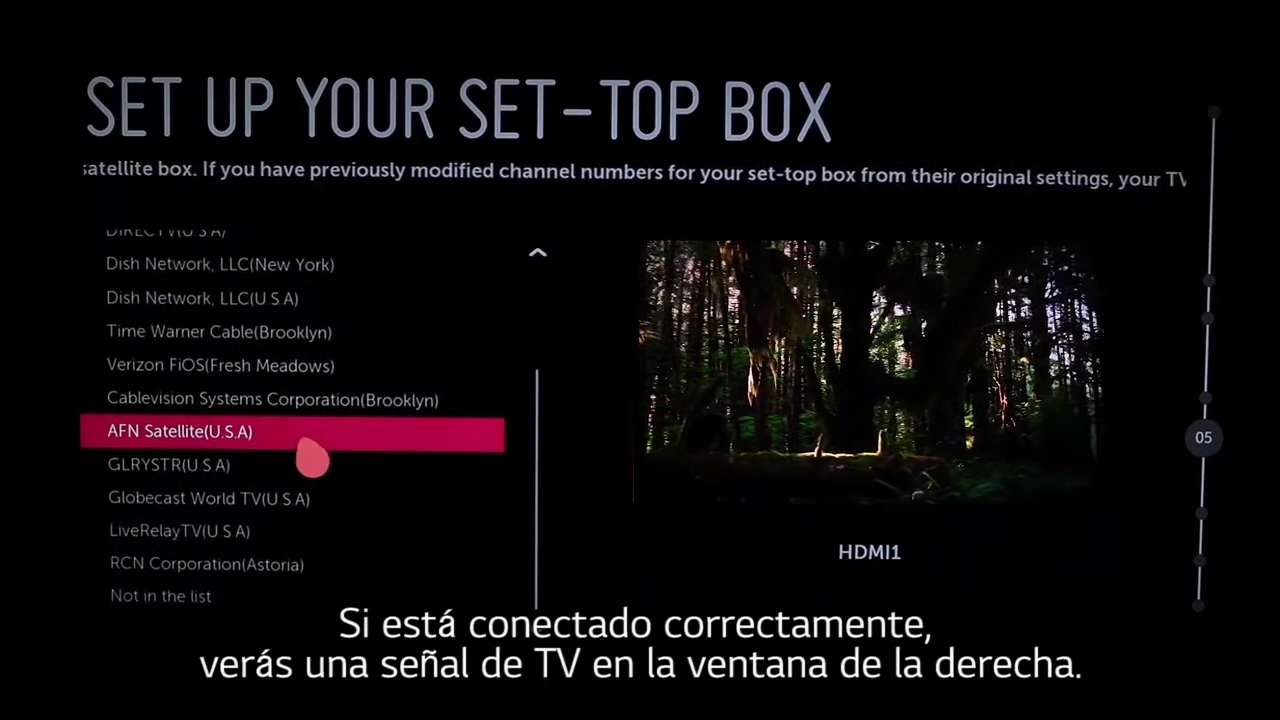 SET UP YOUR SET-TOP BOX
satellite box. If you have previously modified channel numbers for your set-top box from their original settings, your TV
DIRECTV(U.S.A)
Dish Network, LLC(New York)
Dish Network, LLC(U.S.A)
Time Warner Cable(Brooklyn)
Verizon FiOS(Fresh Meadows)
Cablevision Systems Corporation(Brooklyn)
AFN Satellite(U.S.A)
GLRYSTR(U.S.A)
Globecast World TV(U.S.A)
LiveRelayTV(U.S.A)
RCN Corporation(Astoria)
Not in the list
05
HDMI1
Si está conectado correctamente,
verás una señal de TV en la ventana de la derecha.